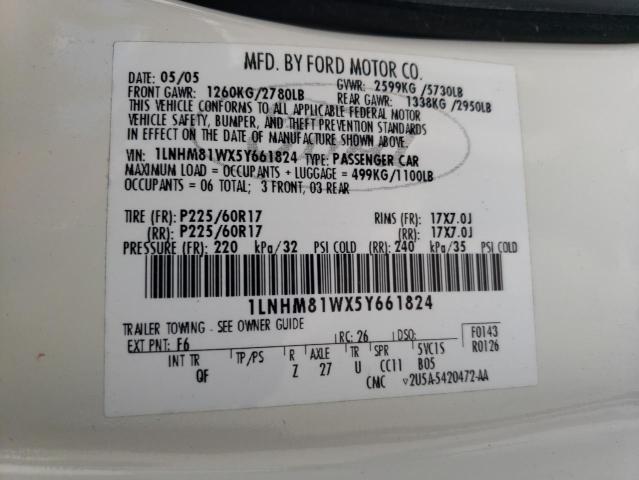 MFD. BY FORD MOTOR CO.
DATE: 05/05 GVWR: 2599KG /5730LB
FRONT GAWR: 1260KG/2780LB REAR GAWR: 1338KG/2950LB
THIS VEHICLE CONFORMS TO ALL APPLICABLE FEDERAL MOTOR
VEHICLE SAFETY, BUMPER, AND THEFT PREVENTION STANDARDS
IN EFFECT ON THE DATE OF MANUFACTURE SHOWN ABOVE.
VIN: 1LNHM81WX5Y661824 TYPE: PASSENGER CAR
MAXIMUM LOAD = OCCUPANTS + LUGGAGE = 499KG/1100LB
OCCUPANTS = 06 TOTAL; 3 FRONT, 03 REAR
TIRE (FR): P225/60R17 RIMS (FR): 17X7.0J
(RR): P225/60R17 (RR): 17X7.0J
PRESSURE (FR): 220 kPa/32 PSI COLD (RR): 240 kPa/35 PSI COLD
1LNHM81WX5Y661824
TRAILER TOWING - SEE OWNER GUIDE
EXT PNT: F6 RC: 26 DSO: F0143
INT TR TP/PS R AXLE TR SPR 5YC1S R0126
QF Z 27 U CC11 B05
CMC V2U5A-5420472-AA